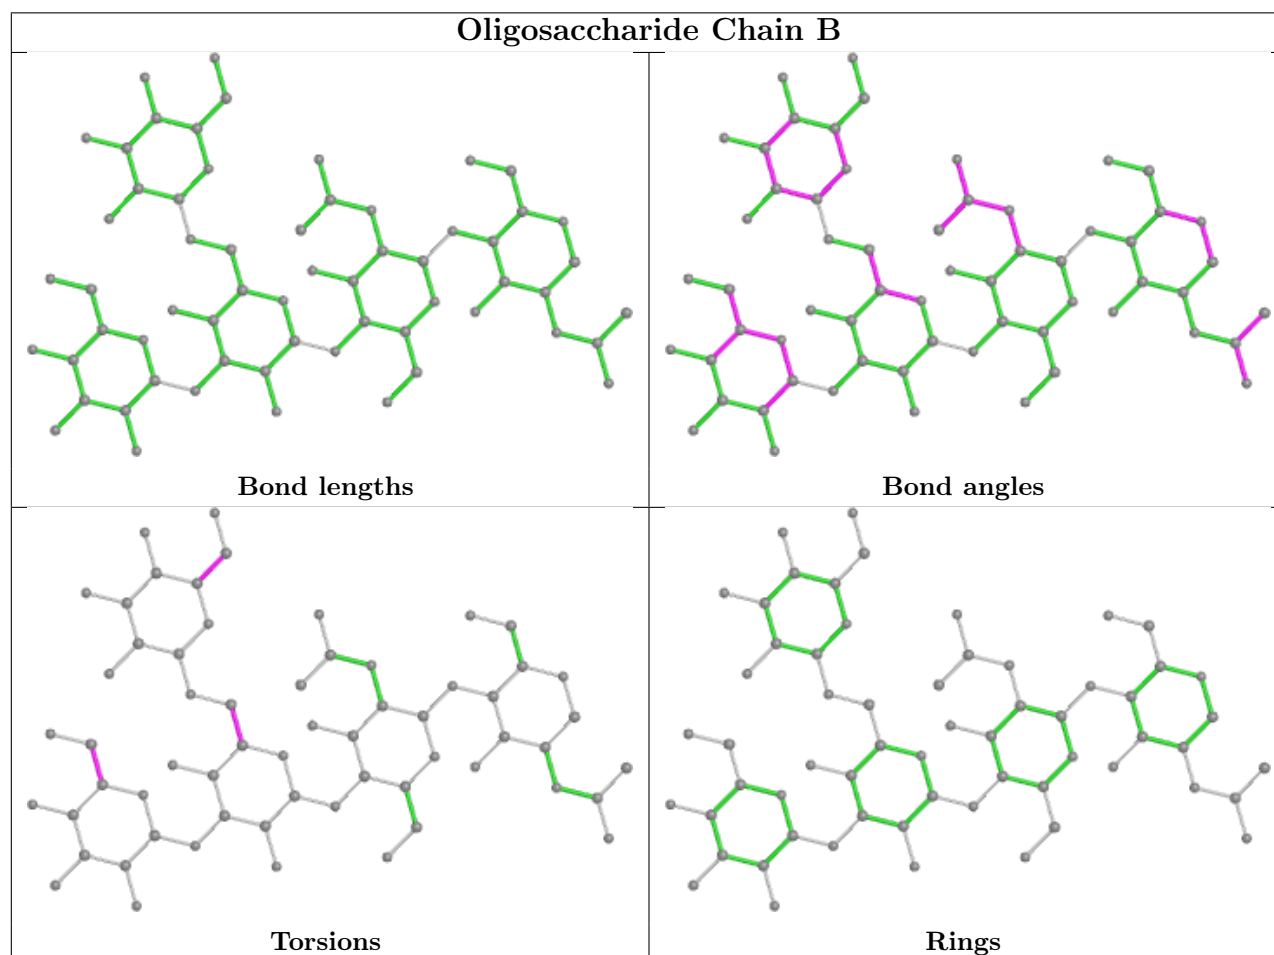 Oligosaccharide Chain B
Bond lengths
Bond angles
Torsions
Rings